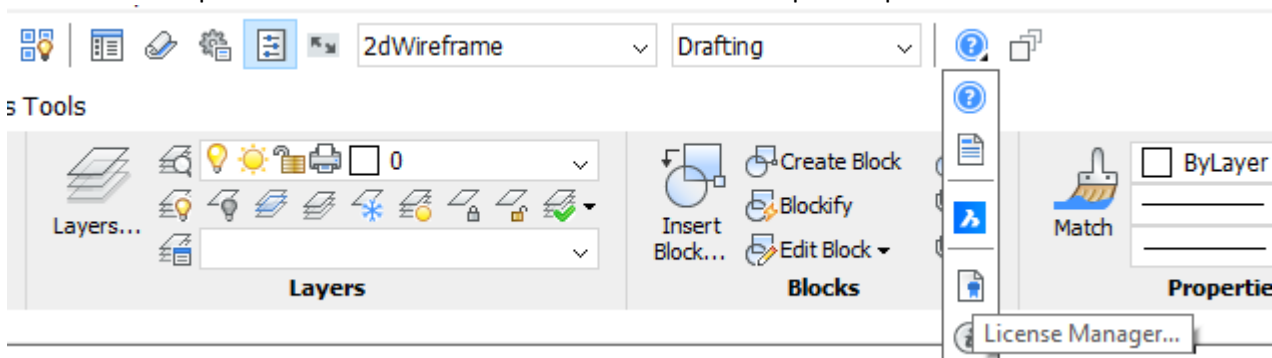 2dWireframe Drafting
s Tools
0
Create Block
ByLayer
Blockify
Layers...
Insert
Block...
Match
Edit Block
Layers
Blocks
Propertie
License Manager...